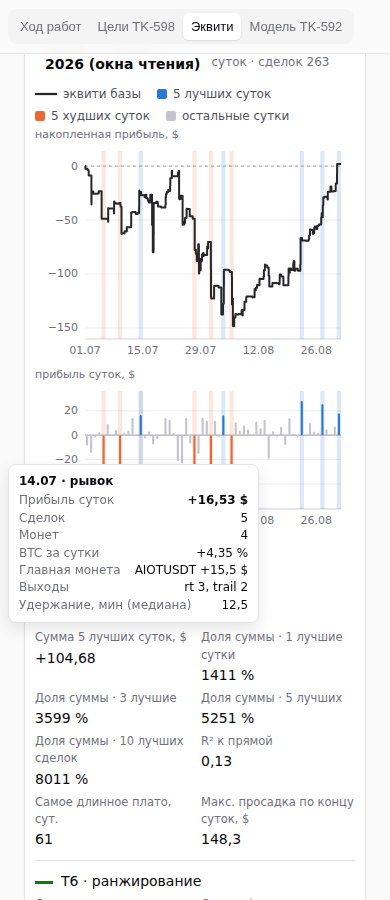 Ход работ Цели TK-598 Эквити Модель TK-592
2026 (окна чтения) суток · сделок 263
эквити базы 5 лучших суток
5 худших суток остальные сутки
накопленная прибыль, $
0
−50
−100
−150
01.07 15.07 29.07 12.08 26.08
прибыль суток, $
20
0
−20
14.07 · рывок
Прибыль суток +16,53 $
Сделок 5
Монет 4
BTC за сутки +4,35 %
Главная монета AIOTUSDT +15,5 $
Выходы rt 3, trail 2
Удержание, мин (медиана) 12,5
08 26.08
Сумма 5 лучших суток, $
+104,68
Доля суммы · 1 лучшие сутки
1411 %
Доля суммы · 3 лучшие
3599 %
Доля суммы · 5 лучших
5251 %
Доля суммы · 10 лучших
сделок
8011 %
R² к прямой
0,13
Самое длинное плато,
сут.
61
Макс. просадка по концу
суток, $
148,3
T6 · ранжирование